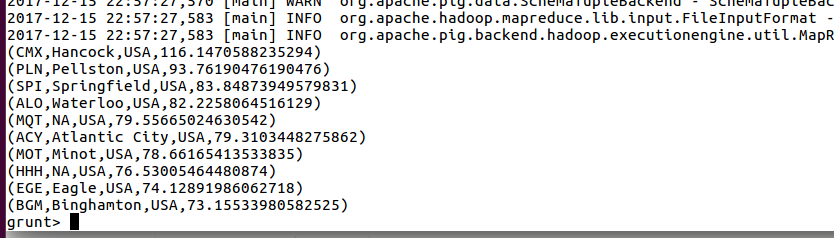 2017-12-15 22:57:27,570 [main] WARN org.apache.pig.data.SchemaTupleBackend - SchemaTupleBac
2017-12-15 22:57:27,583 [main] INFO org.apache.hadoop.mapreduce.lib.input.FileInputFormat -
2017-12-15 22:57:27,583 [main] INFO org.apache.pig.backend.hadoop.executionengine.util.MapR
(CMX,Hancock,USA,116.1470588235294)
(PLN,Pellston,USA,93.76190476190476)
(SPI,Springfield,USA,83.84873949579831)
(ALO,Waterloo,USA,82.2258064516129)
(MQT,NA,USA,79.55665024630542)
(ACY,Atlantic City,USA,79.3103448275862)
(MOT,Minot,USA,78.66165413533835)
(HHH,NA,USA,76.53005464480874)
(EGE,Eagle,USA,74.12891986062718)
(BGM,Binghamton,USA,73.15533980582525)
grunt>